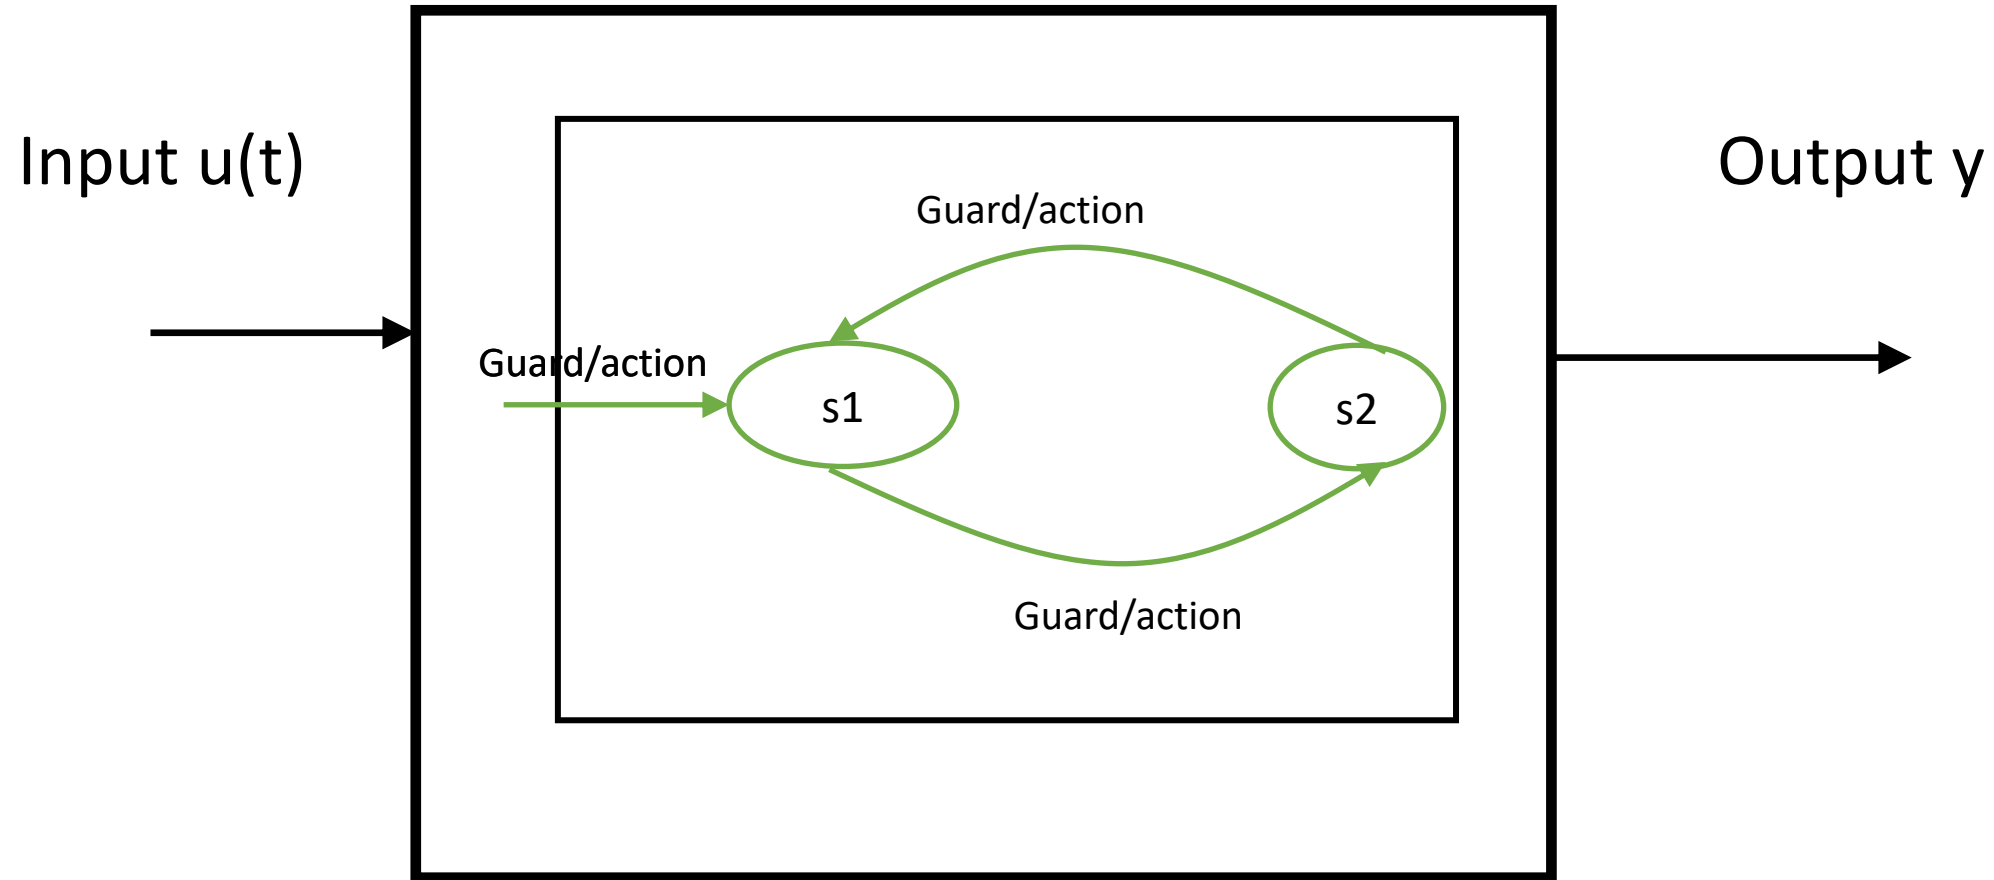 Input u(t)
Output y
Guard/action
Guard/action
s1
s2
Guard/action